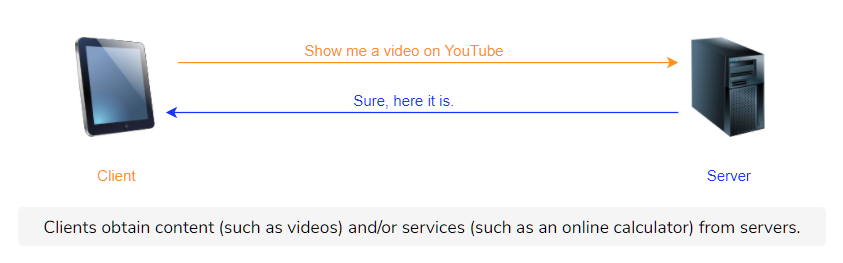 Show me a video on YouTube
Sure, here it is.
Client
Server
Clients obtain content (such as videos) and/or services (such as an online calculator) from servers.